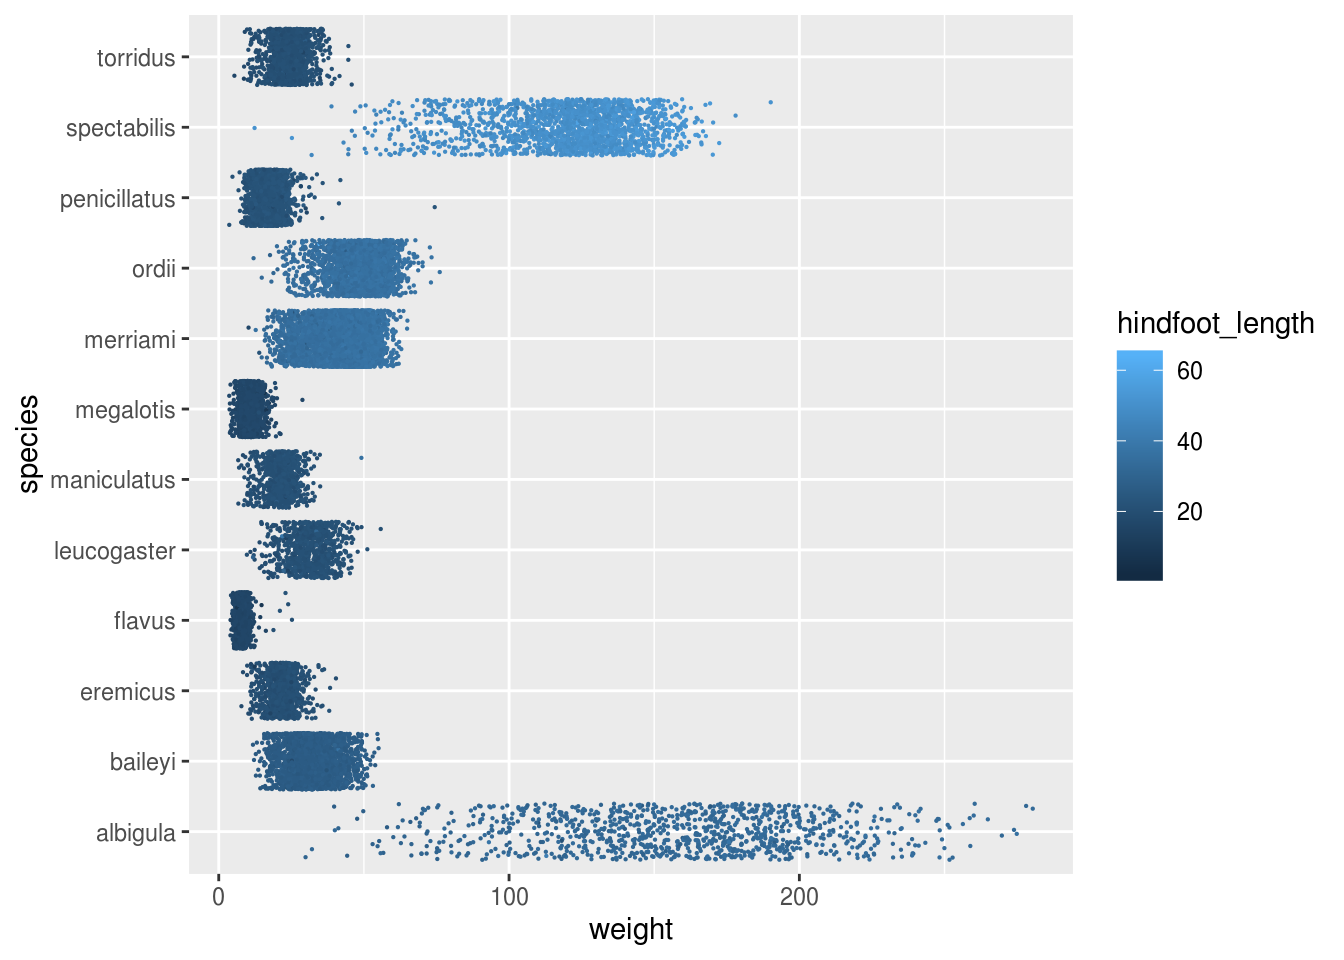 torridus
spectabilis
penicillatus
ordii
merriami
megalotis
maniculatus
leucogaster
flavus
eremicus
baileyi
albigula
species
0 100 200
weight
hindfoot_length
60
40
20